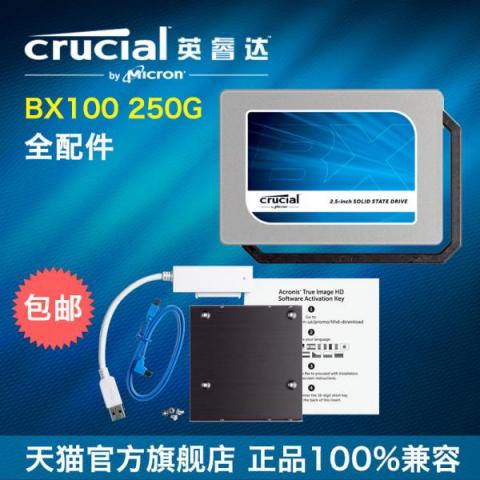 crucial 英睿达
by Micron
BX100 250G
全配件
crucial
by Micron
2.5-inch SOLID STATE DRIVE
包邮
Acronis True Image HD
Software Activation Key
Go to:
天猫官方旗舰店 正品100%兼容